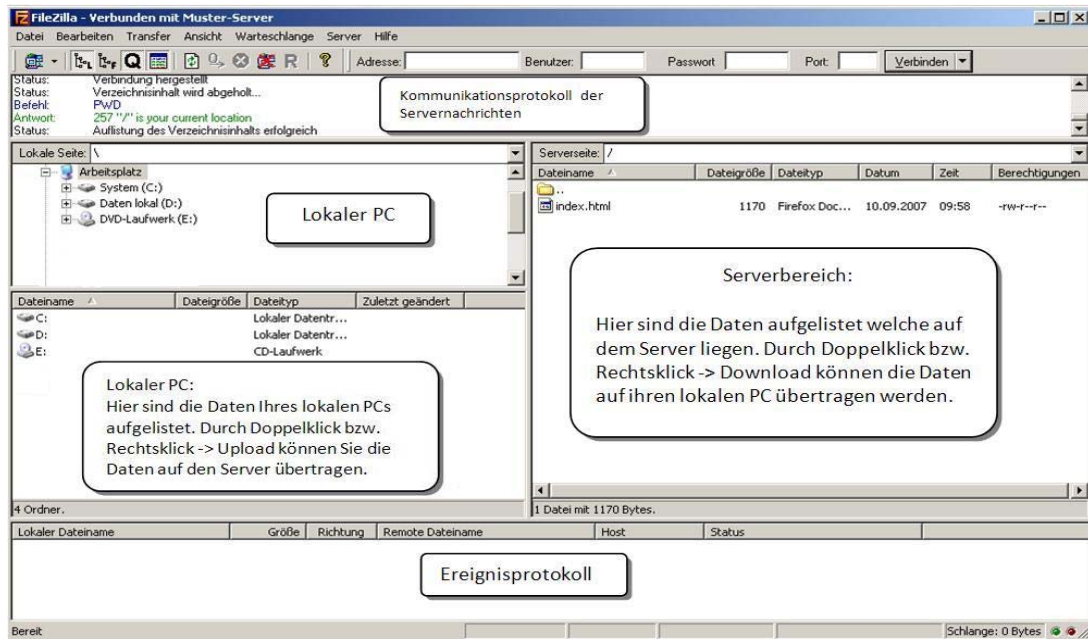 FileZilla - Verbunden mit Muster-Server
Datei Bearbeiten Transfer Ansicht Warteschlange Server Hilfe
Adresse: Benutzer: Passwort Port: Verbinden
Status: Verbindung hergestellt
Status: Verzeichnisinhalt wird abgeholt...
Befehl: PWD
Antwort: 257 "/" is your current location
Status: Auflistung des Verzeichnisinhalts erfolgreich
Kommunikationsprotokoll der
Servernachrichten
Lokale Seite: \
Arbeitsplatz
System (C:)
Daten lokal (D:)
DVD-Laufwerk (E:)
Lokaler PC
Dateiname Dateigröße Dateityp Zuletzt geändert
C: Lokaler Datentr...
D: Lokaler Datentr...
E: CD-Laufwerk
Lokaler PC:
Hier sind die Daten Ihres lokalen PCs
aufgelistet. Durch Doppelklick bzw.
Rechtsklick -> Upload können Sie die
Daten auf den Server übertragen.
4 Ordner.
Serverseite: /
Dateiname Dateigröße Dateityp Datum Zeit Berechtigungen
..
index.html 1170 Firefox Doc... 10.09.2007 09:58 -rw-r--r--
Serverbereich:
Hier sind die Daten aufgelistet welche auf
dem Server liegen. Durch Doppelklick bzw.
Rechtsklick -> Download können die Daten
auf ihren lokalen PC übertragen werden.
1 Datei mit 1170 Bytes.
Lokaler Dateiname Größe Richtung Remote Dateiname Host Status
Ereignisprotokoll
Bereit Schlange: 0 Bytes